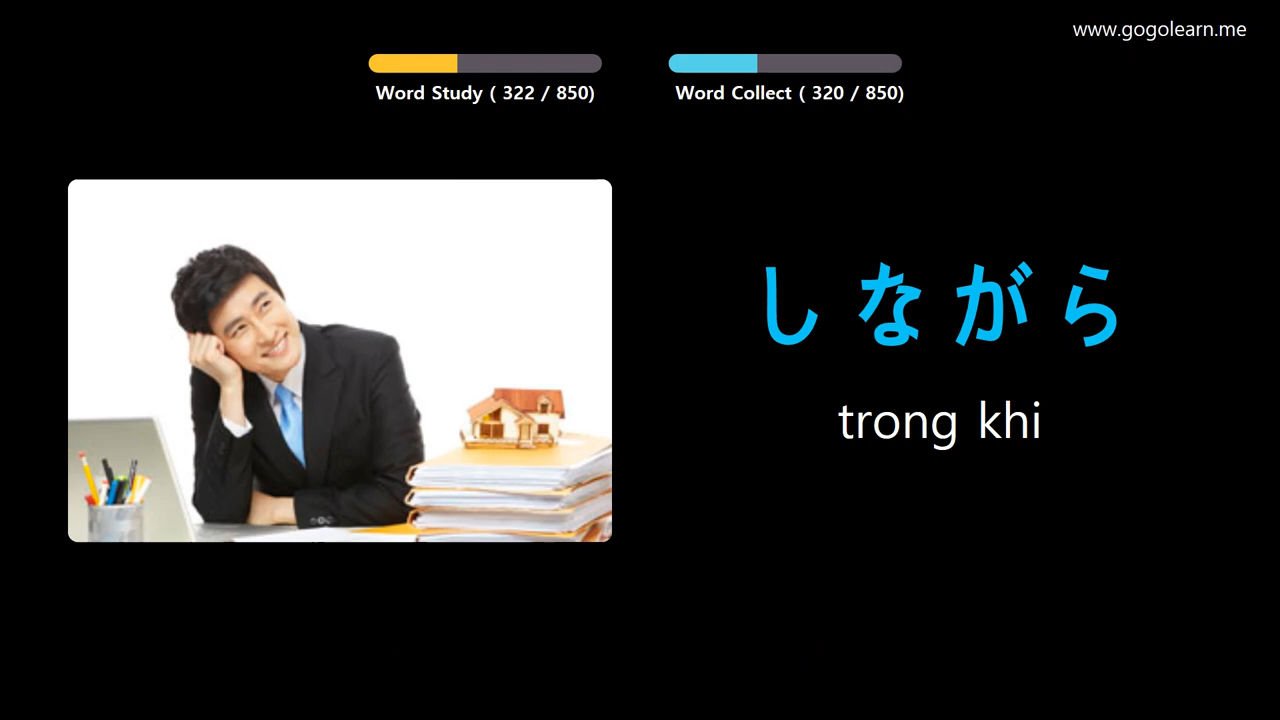 www.gogolearn.me
Word Study ( 322 / 850)
Word Collect ( 320 / 850)
しながら
trong khi